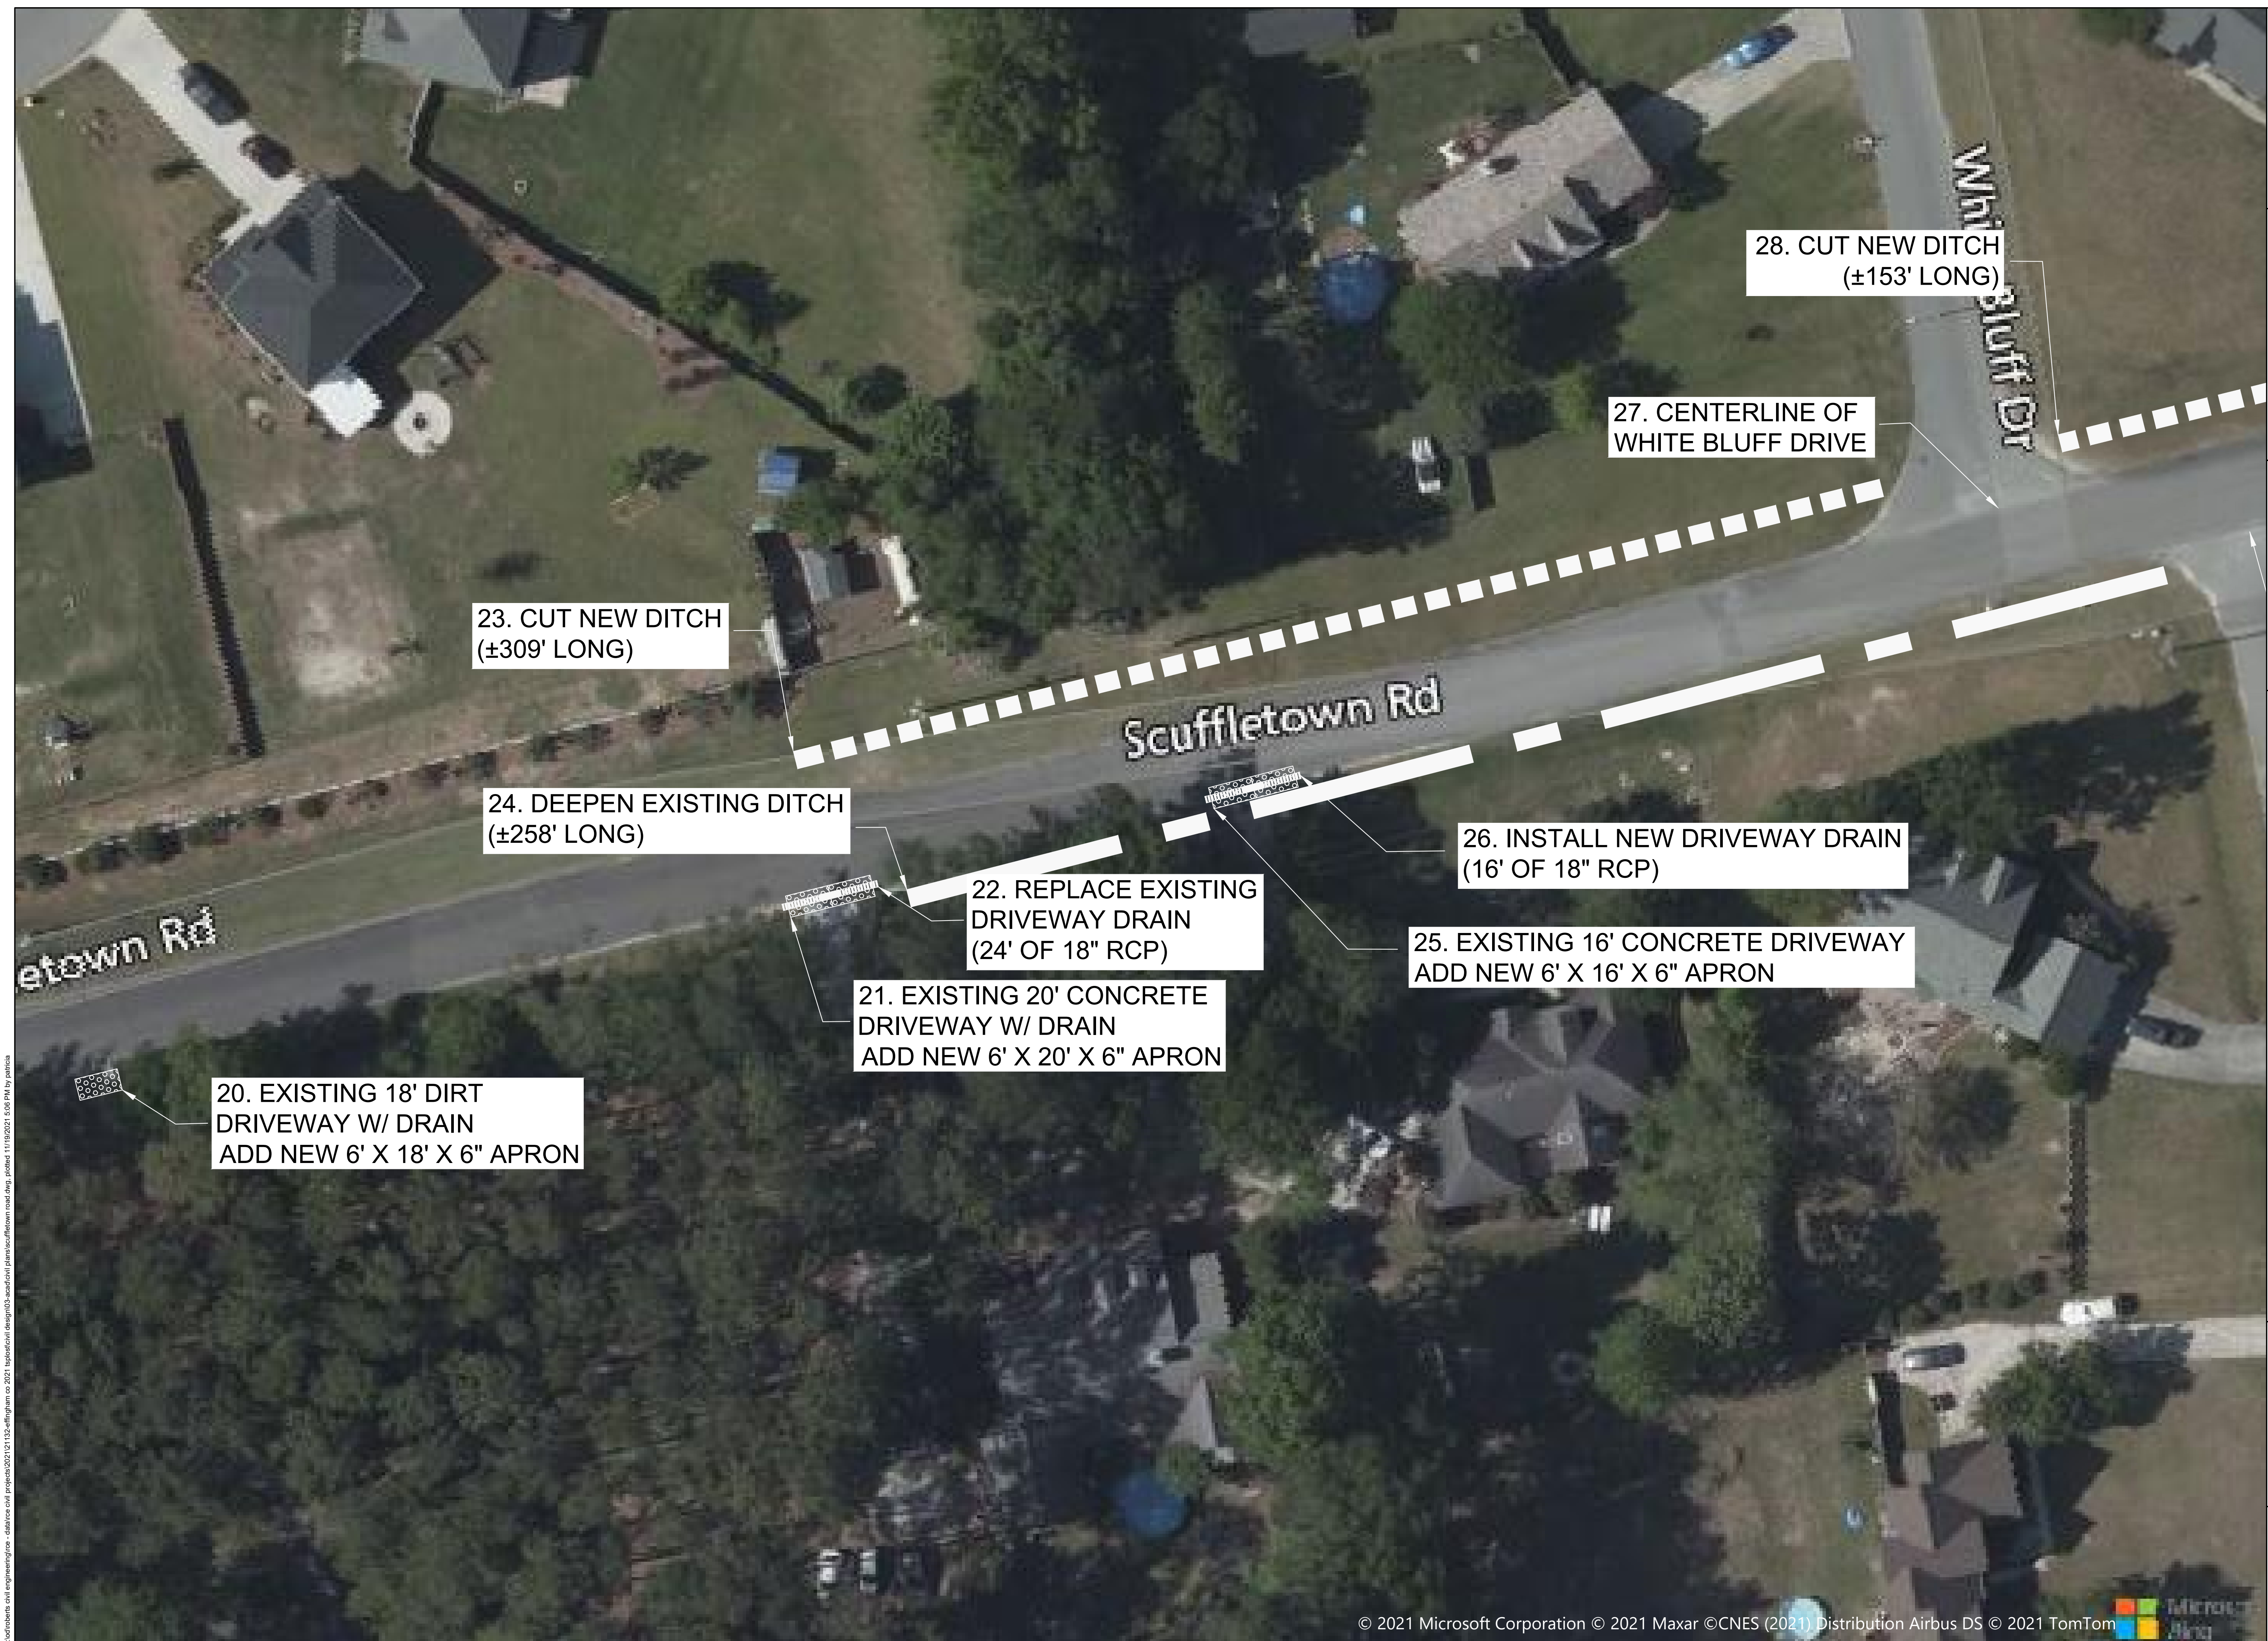 28. CUT NEW DITCH
(±153' LONG)
27. CENTERLINE OF
WHITE BLUFF DRIVE
23. CUT NEW DITCH
(±309' LONG)
Scuffletown Rd
24. DEEPEN EXISTING DITCH
(±258' LONG)
26. INSTALL NEW DRIVEWAY DRAIN
(16' OF 18" RCP)
22. REPLACE EXISTING
DRIVEWAY DRAIN
(24' OF 18" RCP)
25. EXISTING 16' CONCRETE DRIVEWAY
ADD NEW 6' X 16' X 6" APRON
etown Rd
21. EXISTING 20' CONCRETE
DRIVEWAY W/ DRAIN
ADD NEW 6' X 20' X 6" APRON
20. EXISTING 18' DIRT
DRIVEWAY W/ DRAIN
ADD NEW 6' X 18' X 6" APRON
Bluff Dr
© 2021 Microsoft Corporation © 2021 Maxar ©CNES (2021) Distribution Airbus DS © 2021 TomTom